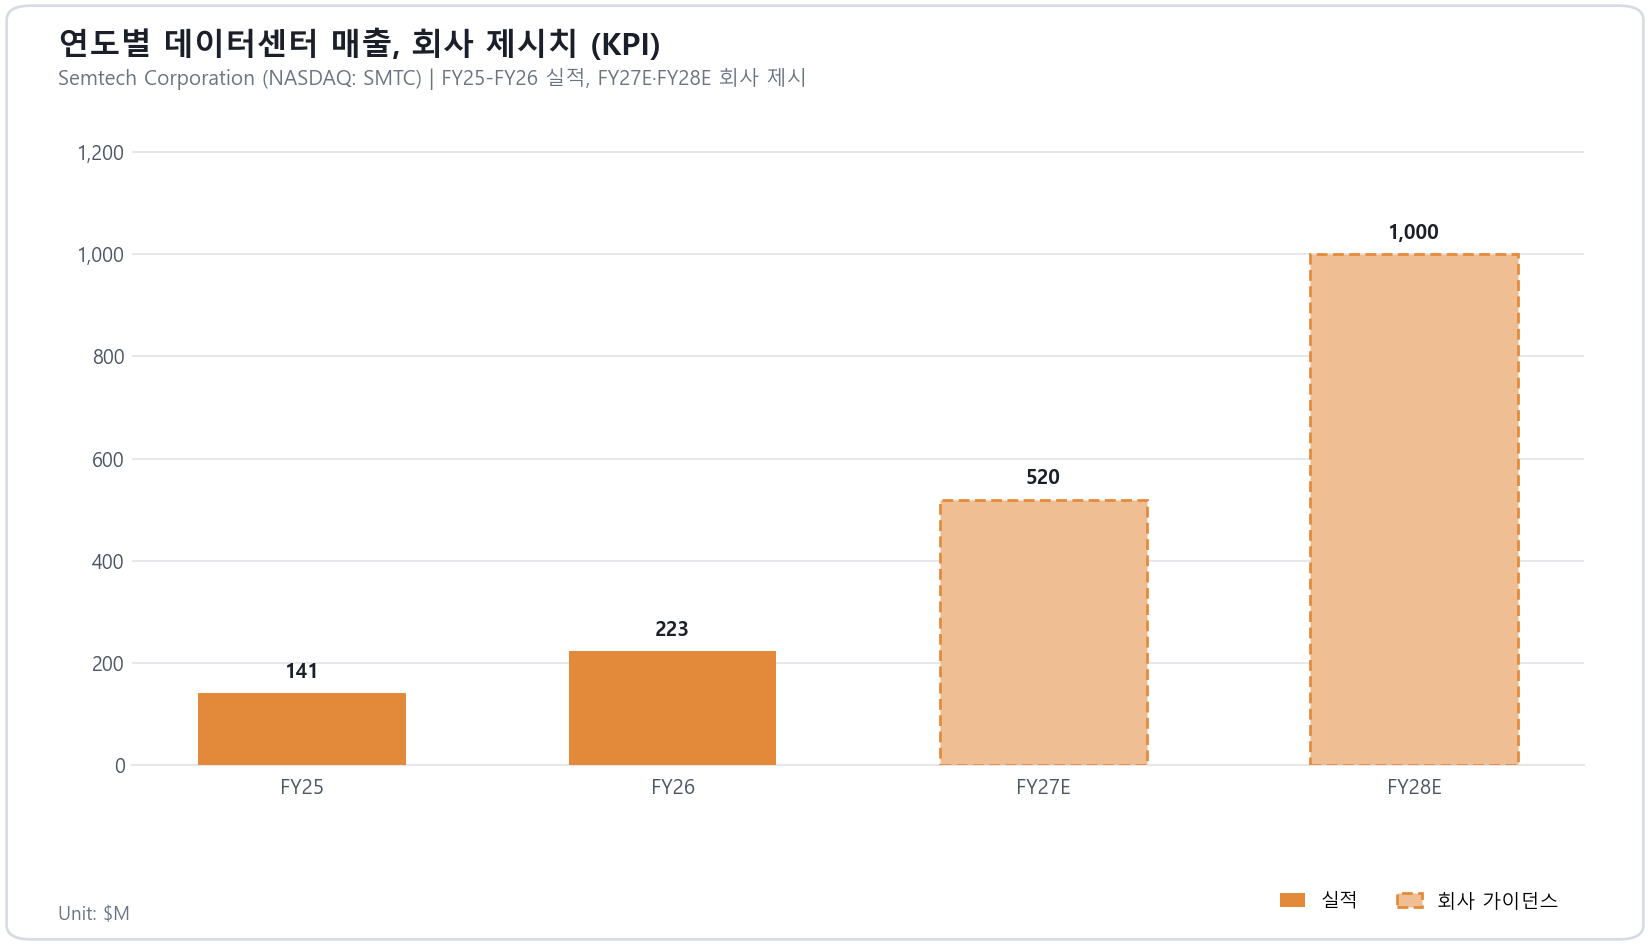 연도별 데이터센터 매출, 회사 제시치 (KPI)
Semtech Corporation (NASDAQ: SMTC) | FY25-FY26 실적, FY27E·FY28E 회사 제시
1,200
1,000
800
600
400
200
0
141
223
520
1,000
FY25
FY26
FY27E
FY28E
실적
회사 가이던스
Unit: $M